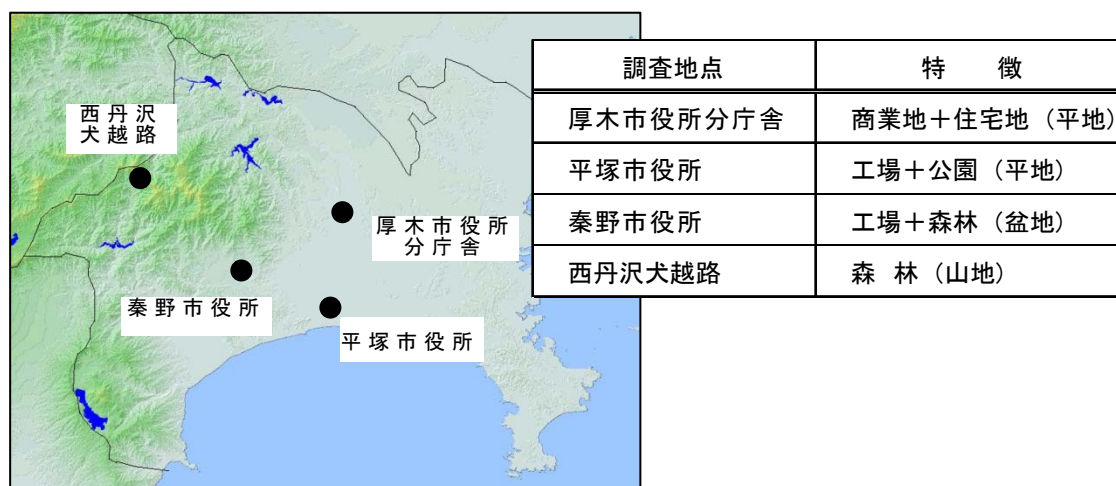 西丹沢
犬越路
厚木市役所
分庁舎
秦野市役所
平塚市役所
調査地点 特 徴
厚木市役所分庁舎 商業地＋住宅地（平地）
平塚市役所 工場＋公園（平地）
秦野市役所 工場＋森林（盆地）
西丹沢犬越路 森 林（山地）